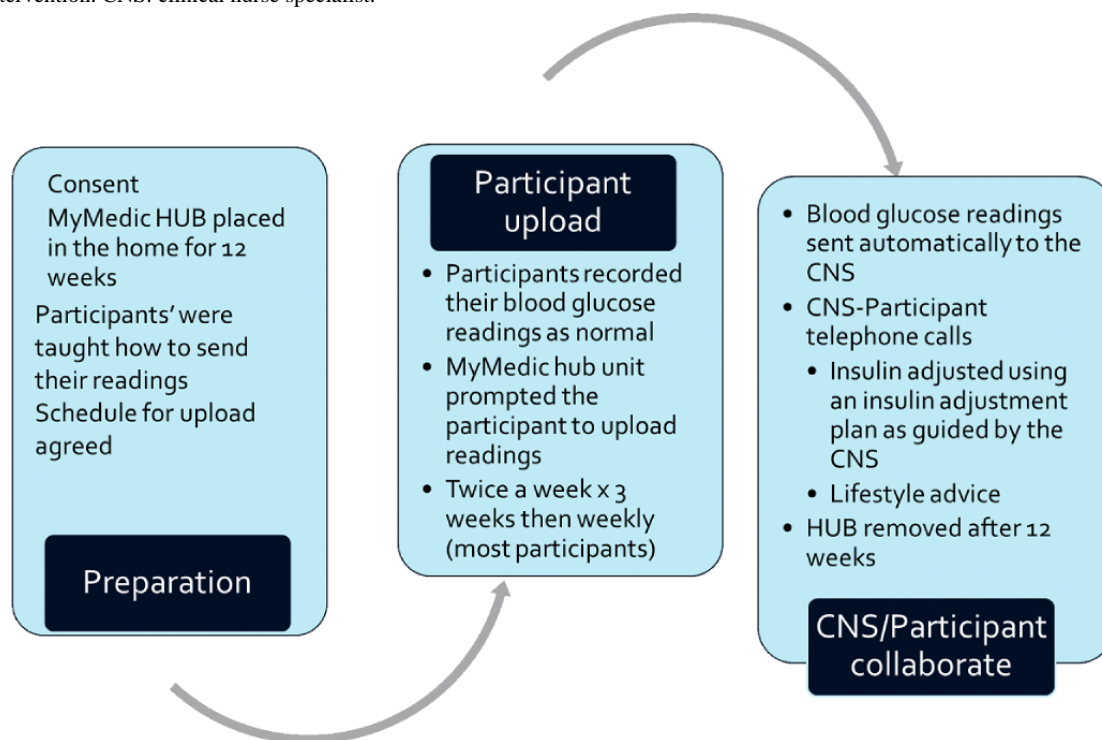 CNS: clinical nurse specialist.
Consent
MyMedic HUB placed
in the home for 12
weeks
Participants’ were
taught how to send
their readings
Schedule for upload
agreed
Preparation
Participant
upload
• Participants recorded
their blood glucose
readings as normal
• MyMedic hub unit
prompted the
participant to upload
readings
• Twice a week x 3
weeks then weekly
(most participants)
• Blood glucose readings
sent automatically to the
CNS
• CNS-Participant
telephone calls
• Insulin adjusted using
an insulin adjustment
plan as guided by the
CNS
• Lifestyle advice
• HUB removed after 12
weeks
CNS/Participant
collaborate